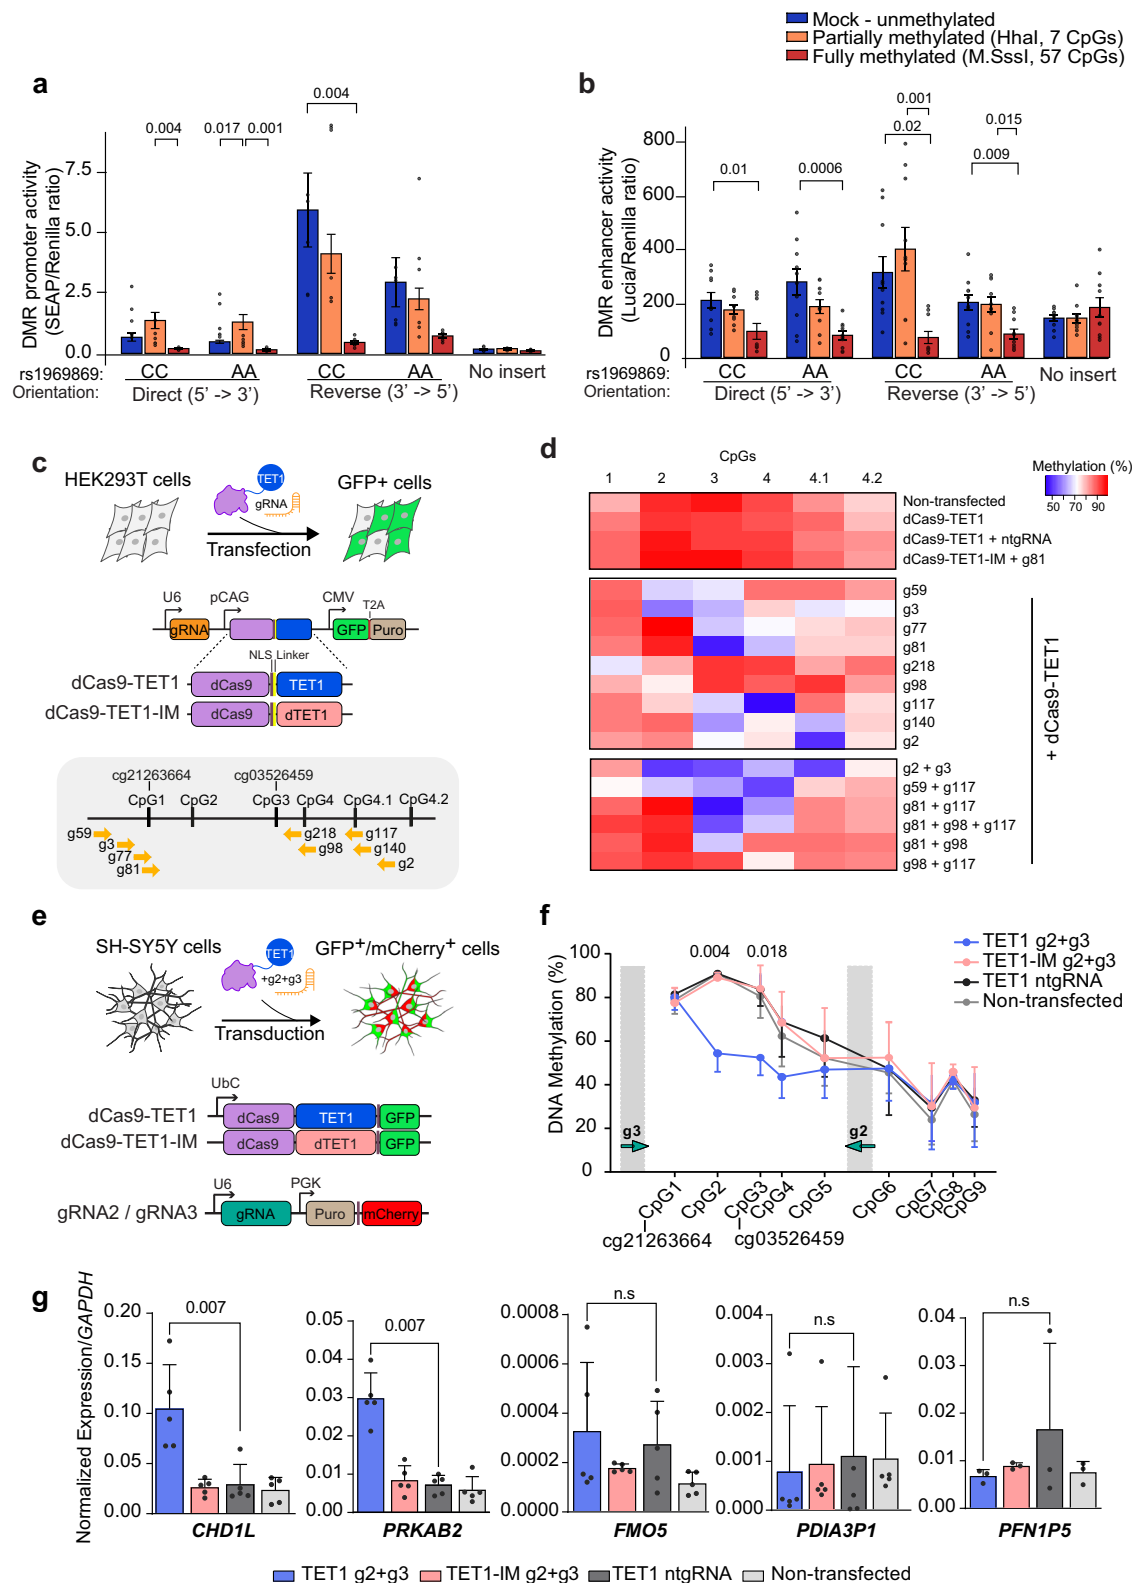 Mock - unmethylated
Partially methylated (HhaI, 7 CpGs)
Fully methylated (M.SssI, 57 CpGs)
a
DMR promoter activity
(SEAP/Renilla ratio)
7.5
5.0
2.5
0.0
0.004
0.017
0.001
0.004
rs1969869:
CC
AA
CC
AA
No insert
Orientation:
Direct (5' -> 3')
Reverse (3' -> 5')
b
DMR enhancer activity
(Lucia/Renilla ratio)
800
600
400
200
0
0.01
0.0006
0.02
0.001
0.009
0.015
rs1969869:
CC
AA
CC
AA
No insert
Orientation:
Direct (5' -> 3')
Reverse (3' -> 5')
c
HEK293T cells
TET1
gRNA
Transfection
GFP+ cells
U6
pCAG
CMV
T2A
gRNA
GFP
Puro
NLS
Linker
dCas9-TET1
dCas9
TET1
dCas9-TET1-IM
dCas9
dTET1
cg21263664
cg03526459
CpG1
CpG2
CpG3
CpG4
CpG4.1
CpG4.2
g59
g3
g77
g81
g218
g98
g117
g140
g2
d
CpGs
1 2 3 4 4.1 4.2
Methylation (%)
50 70 90
Non-transfected
dCas9-TET1
dCas9-TET1 + ntgRNA
dCas9-TET1-IM + g81
g59
g3
g77
g81
g218
g98
g117
g140
g2
g2 + g3
g59 + g117
g81 + g117
g81 + g98 + g117
g81 + g98
g98 + g117
+ dCas9-TET1
e
SH-SY5Y cells
TET1
+g2+g3
Transduction
GFP+/mCherry+ cells
UbC
dCas9-TET1
dCas9
TET1
GFP
dCas9-TET1-IM
dCas9
dTET1
GFP
U6
PGK
gRNA2 / gRNA3
gRNA
Puro
mCherry
f
DNA Methylation (%)
100
80
60
40
20
0
0.004
0.018
TET1 g2+g3
TET1-IM g2+g3
TET1 ntgRNA
Non-transfected
g3
g2
CpG1
CpG2
CpG3
CpG4
CpG5
CpG6
CpG7
CpG8
CpG9
cg21263664
cg03526459
g
Normalized Expression/GAPDH
0.20
0.15
0.10
0.05
0.00
0.007
CHD1L
0.05
0.04
0.03
0.02
0.01
0.00
0.007
PRKAB2
0.0008
0.0006
0.0004
0.0002
0.0000
n.s
FMO5
0.004
0.003
0.002
0.001
0.000
n.s
PDIA3P1
0.04
0.03
0.02
0.01
0.0
n.s
PFN1P5
TET1 g2+g3
TET1-IM g2+g3
TET1 ntgRNA
Non-transfected